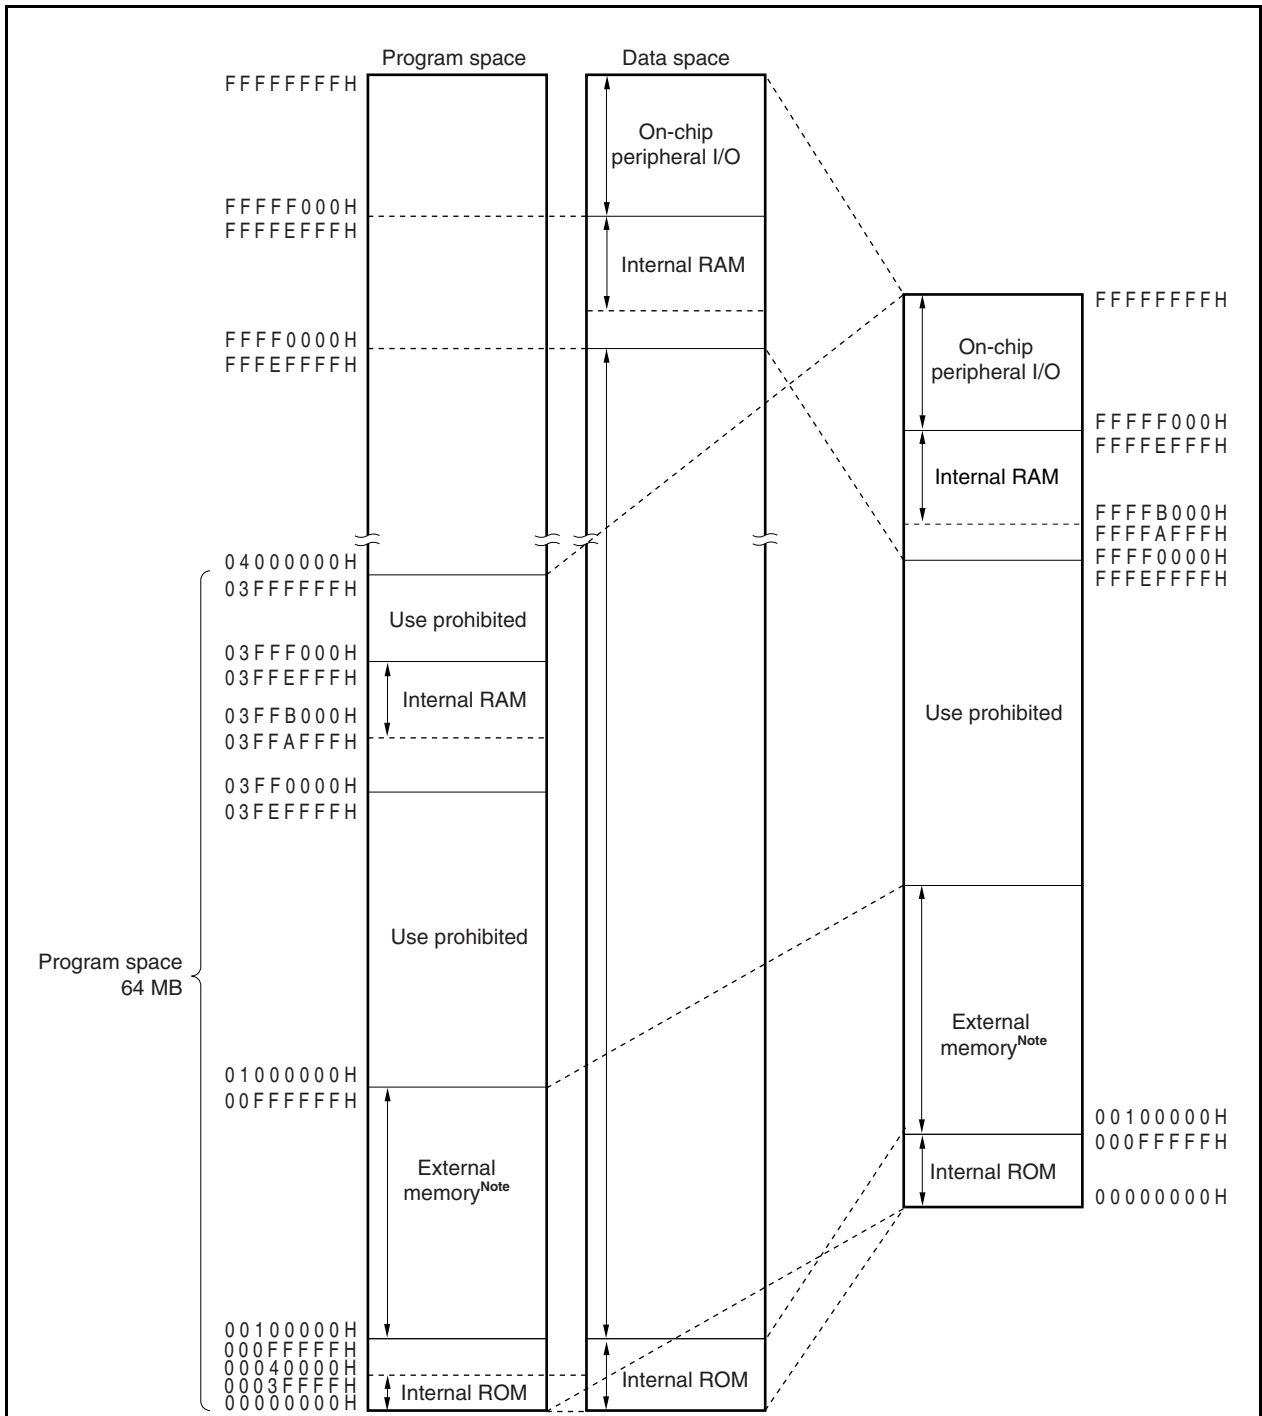 Program space
Data space
FFFFFFFFH
On-chip
peripheral I/O
FFFFF000H
FFFFEFFFH
Internal RAM
FFFF0000H
FFFEFFFFH
04000000H
03FFFFFFH
Use prohibited
03FFF000H
03FFEFFFH
Internal RAM
03FFB000H
03FFAFFFH
03FF0000H
03FEFFFFH
Use prohibited
Program space
64 MB
01000000H
00FFFFFFH
External
memoryNote
00100000H
000FFFFFH
00040000H
0003FFFFH
00000000H
Internal ROM
Internal ROM
FFFFFFFFH
On-chip
peripheral I/O
FFFFF000H
FFFFEFFFH
Internal RAM
FFFFB000H
FFFFAFFFH
FFFF0000H
FFFEFFFFH
Use prohibited
External
memoryNote
00100000H
000FFFFFH
Internal ROM
00000000H